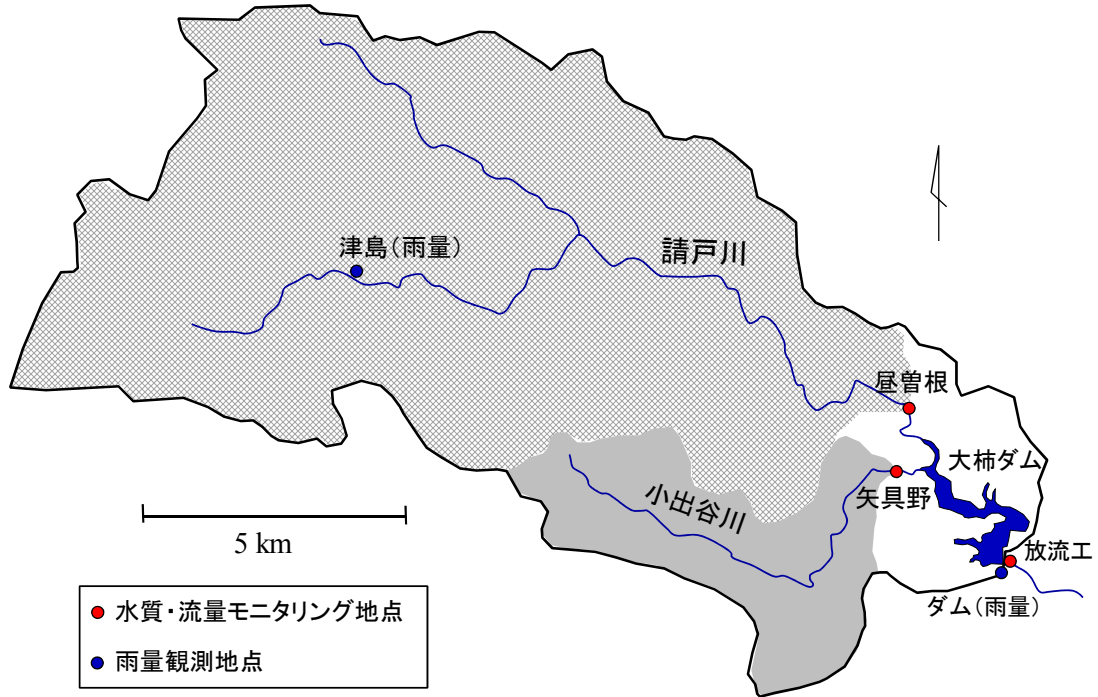 津島(雨量)
請戸川
昼曽根
大柿ダム
矢具野
小出谷川
放流工
ダム(雨量)
5 km
水質・流量モニタリング地点
雨量観測地点